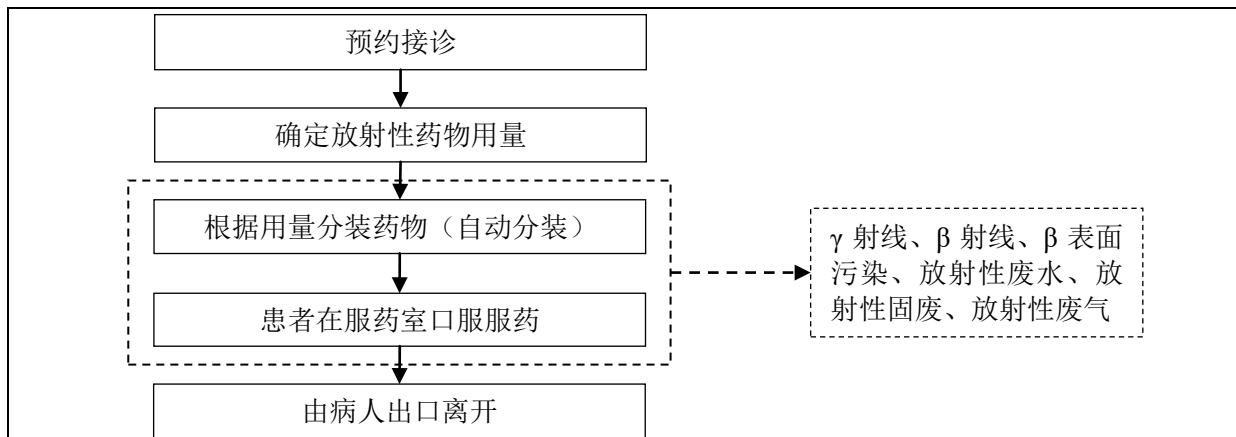 预约接诊
确定放射性药物用量
根据用量分装药物（自动分装）
γ 射线、β 射线、β 表面
污染、放射性废水、放
射性固废、放射性废气
患者在服药室口服服药
由病人出口离开